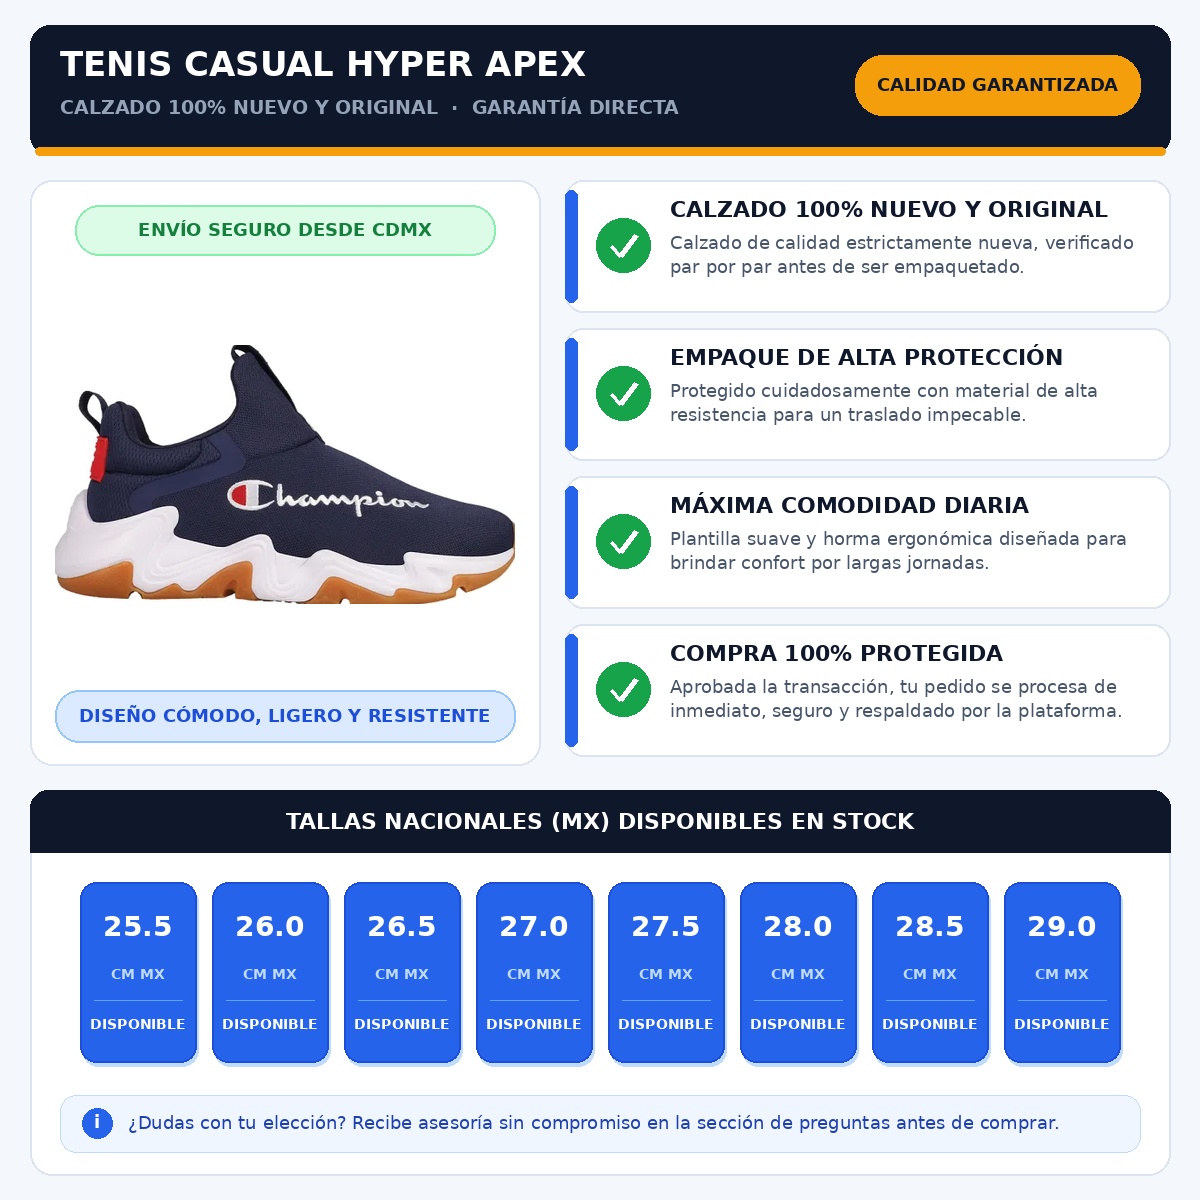 TENIS CASUAL HYPER APEX
CALZADO 100% NUEVO Y ORIGINAL · GARANTÍA DIRECTA
CALIDAD GARANTIZADA
ENVÍO SEGURO DESDE CDMX
Champion
DISEÑO CÓMODO, LIGERO Y RESISTENTE
CALZADO 100% NUEVO Y ORIGINAL
Calzado de calidad estrictamente nueva, verificado
par por par antes de ser empaquetado.
EMPAQUE DE ALTA PROTECCIÓN
Protegido cuidadosamente con material de alta
resistencia para un traslado impecable.
MÁXIMA COMODIDAD DIARIA
Plantilla suave y horma ergonómica diseñada para
brindar confort por largas jornadas.
COMPRA 100% PROTEGIDA
Aprobada la transacción, tu pedido se procesa de
inmediato, seguro y respaldado por la plataforma.
TALLAS NACIONALES (MX) DISPONIBLES EN STOCK
25.5 26.0 26.5 27.0 27.5 28.0 28.5 29.0
CM MX CM MX CM MX CM MX CM MX CM MX CM MX CM MX
DISPONIBLE DISPONIBLE DISPONIBLE DISPONIBLE DISPONIBLE DISPONIBLE DISPONIBLE DISPONIBLE
i ¿Dudas con tu elección? Recibe asesoría sin compromiso en la sección de preguntas antes de comprar.